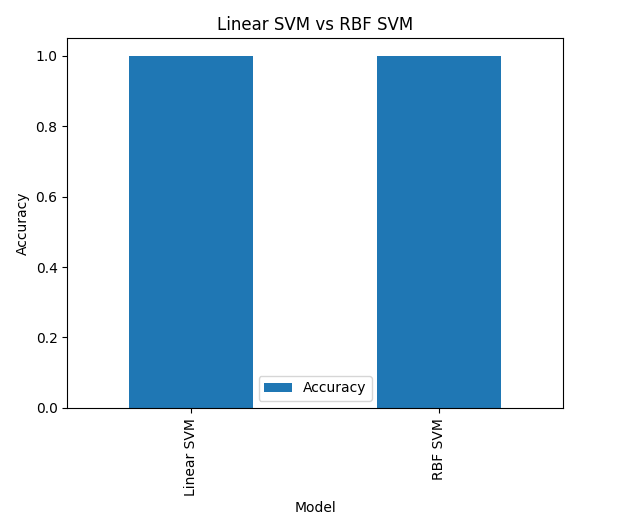 Linear SVM vs RBF SVM
1.0
0.8
0.6
0.4
0.2
0.0
Accuracy
Accuracy
Linear SVM
RBF SVM
Model